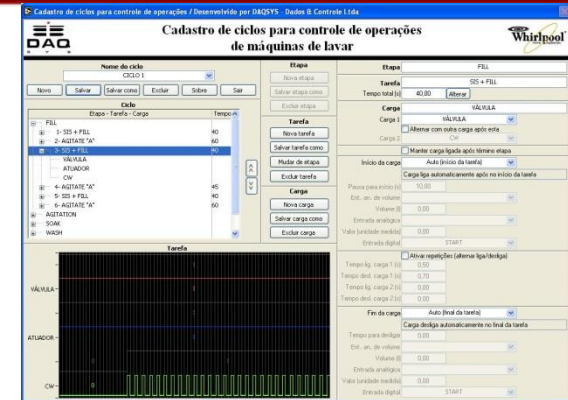 Cadastro de ciclos para controle de operações / Desenvolvido por DAQSYS - Dados & Controle Ltda
DAQ
Cadastro de ciclos para controle de operações
de máquinas de lavar
Whirlpool
Nome do ciclo
CICLO 1
Novo Salvar Salvar como Excluir Sobre Sair
Ciclo
Etapa - Tarefa - Carga Tempo
FILL
1- SIS + FILL 40
2- AGITATE "A" 60
3- SIS + FILL 40
VÁLVULA
ATUADOR
CW
4- AGITATE "A" 45
5- SIS + FILL 40
6- AGITATE "A" 60
AGITATION
SOAK
WASH
Etapa
Nova etapa
Salvar etapa como
Excluir etapa
Tarefa
Nova tarefa
Salvar tarefa como
Mudar de etapa
Excluir tarefa
Carga
Nova carga
Salvar carga como
Excluir carga
Tarefa
VÁLVULA
ATUADOR
CW
Etapa FILL
Tarefa SIS + FILL
Tempo total [s] 40,00 Alterar
Carga VÁLVULA
Carga 1 VÁLVULA
Alternar com outra carga após esta
Carga 2 CW
Manter carga ligada após término etapa
Início da carga Auto (início da tarefa)
Carga liga automaticamente após no início da tarefa
Pausa para início [s] 10,00
Ent. an. de volume
Volume [l] 0,00
Entrada analógica
Valor [unidade medida] 0,00
Entrada digital START
Ativar repetições (alternar liga/desliga)
Tempo lig. carga 1 [s] 0,50
Tempo desl. carga 1 [s] 0,70
Tempo lig. carga 2 [s] 0,00
Tempo desl. carga 2 [s] 0,00
Fim da carga Auto (final da tarefa)
Carga desliga automaticamente no final da tarefa
Tempo para desligar 0,00
Ent. an. de volume
Volume [l] 0,00
Entrada analógica
Valor [unidade medida] 0,00
Entrada digital START